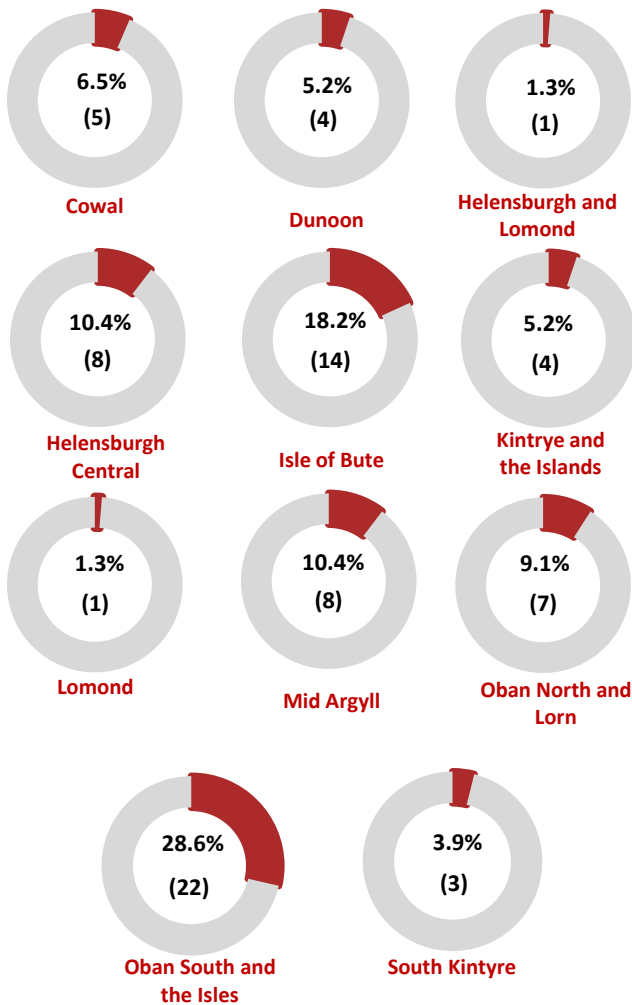 6.5%
(5)
Cowal
5.2%
(4)
Dunoon
1.3%
(1)
Helensburgh and
Lomond
10.4%
(8)
Helensburgh
Central
18.2%
(14)
Isle of Bute
5.2%
(4)
Kintrye and
the Islands
1.3%
(1)
Lomond
10.4%
(8)
Mid Argyll
9.1%
(7)
Oban North and
Lorn
28.6%
(22)
Oban South and
the Isles
3.9%
(3)
South Kintyre